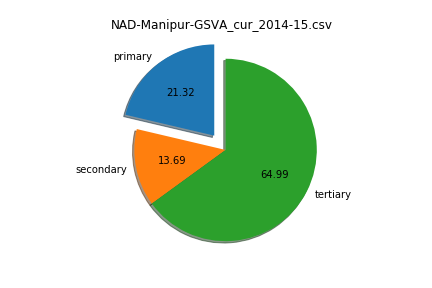 NAD-Manipur-GSVA_cur_2014-15.csv
primary
21.32
13.69
secondary
64.99
tertiary